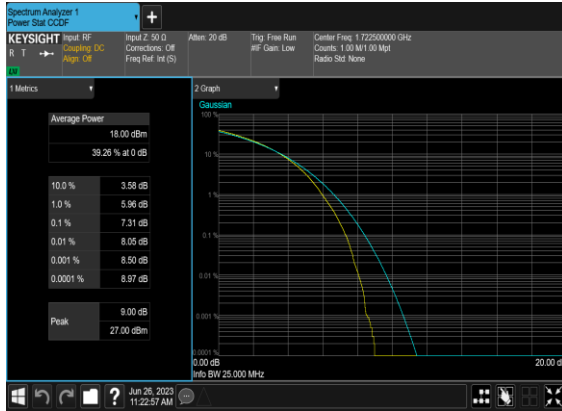 Spectrum Analyzer 1
Power Stat CCDF
+
KEYSIGHT
R T
LU
Input: RF
Coupling: DC
Align: Off
Input Z: 50 Ω
Corrections: Off
Freq Ref: Int (S)
Atten: 20 dB
Trig: Free Run
#IF Gain: Low
Center Freq: 1.722500000 GHz
Counts: 1.00 M/1.00 Mpt
Radio Std: None
1 Metrics
Average Power
18.00 dBm
39.26 % at 0 dB
10.0 % 3.58 dB
1.0 % 5.96 dB
0.1 % 7.31 dB
0.01 % 8.05 dB
0.001 % 8.50 dB
0.0001 % 8.97 dB
Peak
9.00 dB
27.00 dBm
2 Graph
Gaussian
100 %
10 %
1 %
0.1 %
0.01 %
0.001 %
0.0001 %
0.00 dB
20.00 d
Info BW 25.000 MHz
?
Jun 26, 2023
11:22:57 AM